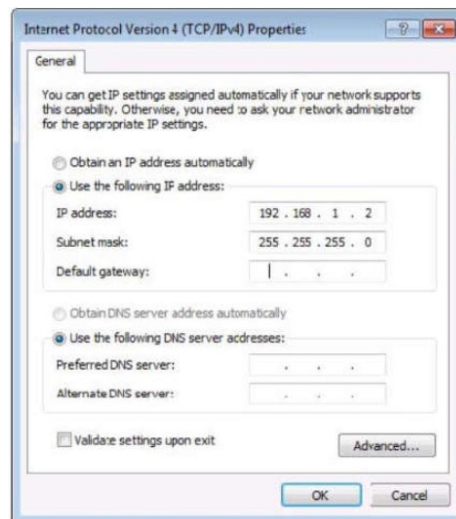 Internet Protocol Version 4 (TCP/IPv4) Properties
General
You can get IP settings assigned automatically if your network supports
this capability. Otherwise, you need to ask your network administrator
for the appropriate IP settings.
Obtain an IP address automatically
Use the following IP address:
IP address: 192 . 168 . 1 . 2
Subnet mask: 255 . 255 . 255 . 0
Default gateway: . . .
Obtain DNS server address automatically
Use the following DNS server addresses:
Preferred DNS server: . . .
Alternate DNS server: . . .
Validate settings upon exit
Advanced...
OK Cancel